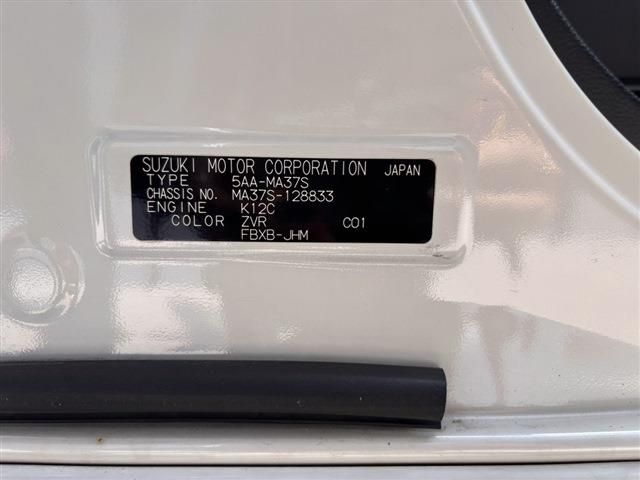 SUZUKI MOTOR CORPORATION JAPAN
TYPE 5AA-MA37S
CHASSIS NO. MA37S-128833
ENGINE K12C
COLOR ZVR C01
FBXB-JHM